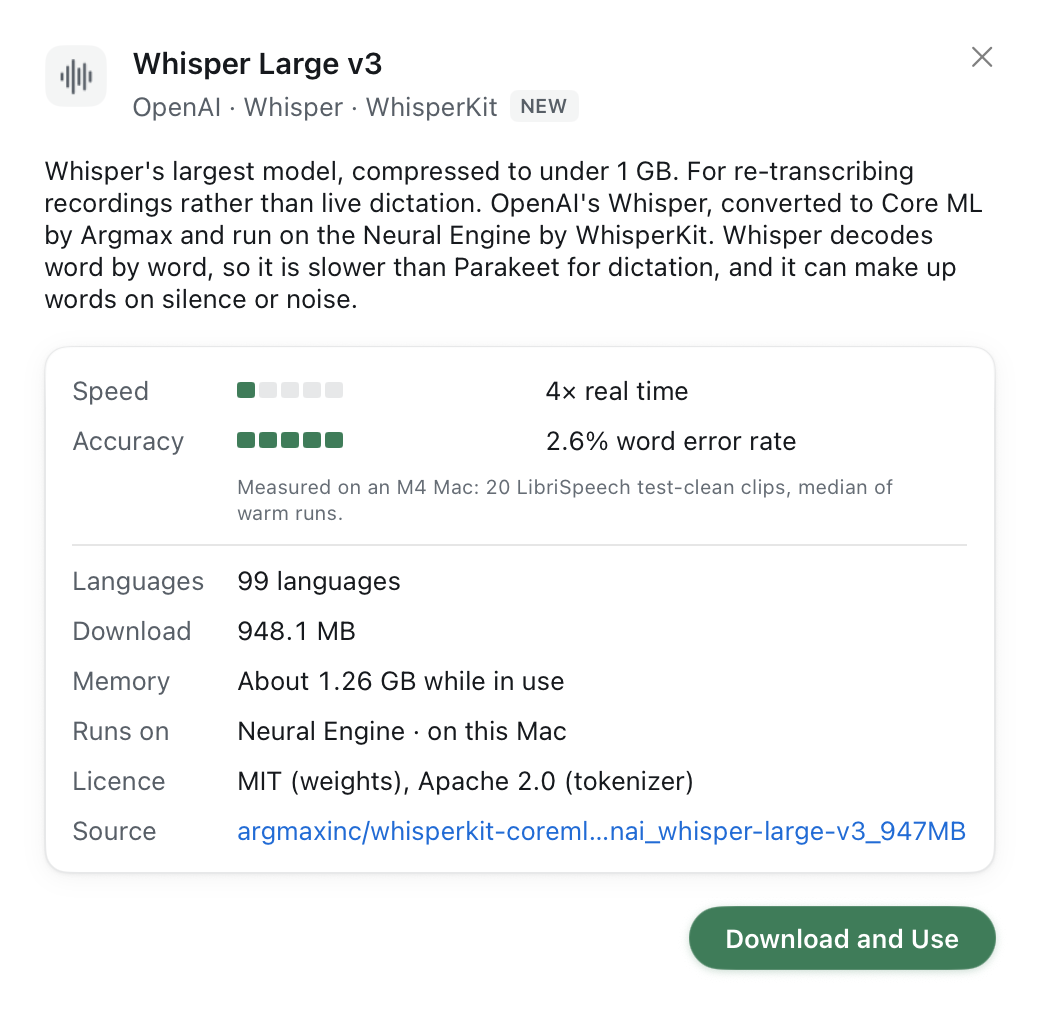 Whisper Large v3
OpenAI · Whisper · WhisperKit NEW
Whisper's largest model, compressed to under 1 GB. For re-transcribing
recordings rather than live dictation. OpenAI's Whisper, converted to Core ML
by Argmax and run on the Neural Engine by WhisperKit. Whisper decodes
word by word, so it is slower than Parakeet for dictation, and it can make up
words on silence or noise.
Speed 4× real time
Accuracy 2.6% word error rate
Measured on an M4 Mac: 20 LibriSpeech test-clean clips, median of
warm runs.
Languages 99 languages
Download 948.1 MB
Memory About 1.26 GB while in use
Runs on Neural Engine · on this Mac
Licence MIT (weights), Apache 2.0 (tokenizer)
Source argmaxinc/whisperkit-coreml...nai_whisper-large-v3_947MB
Download and Use